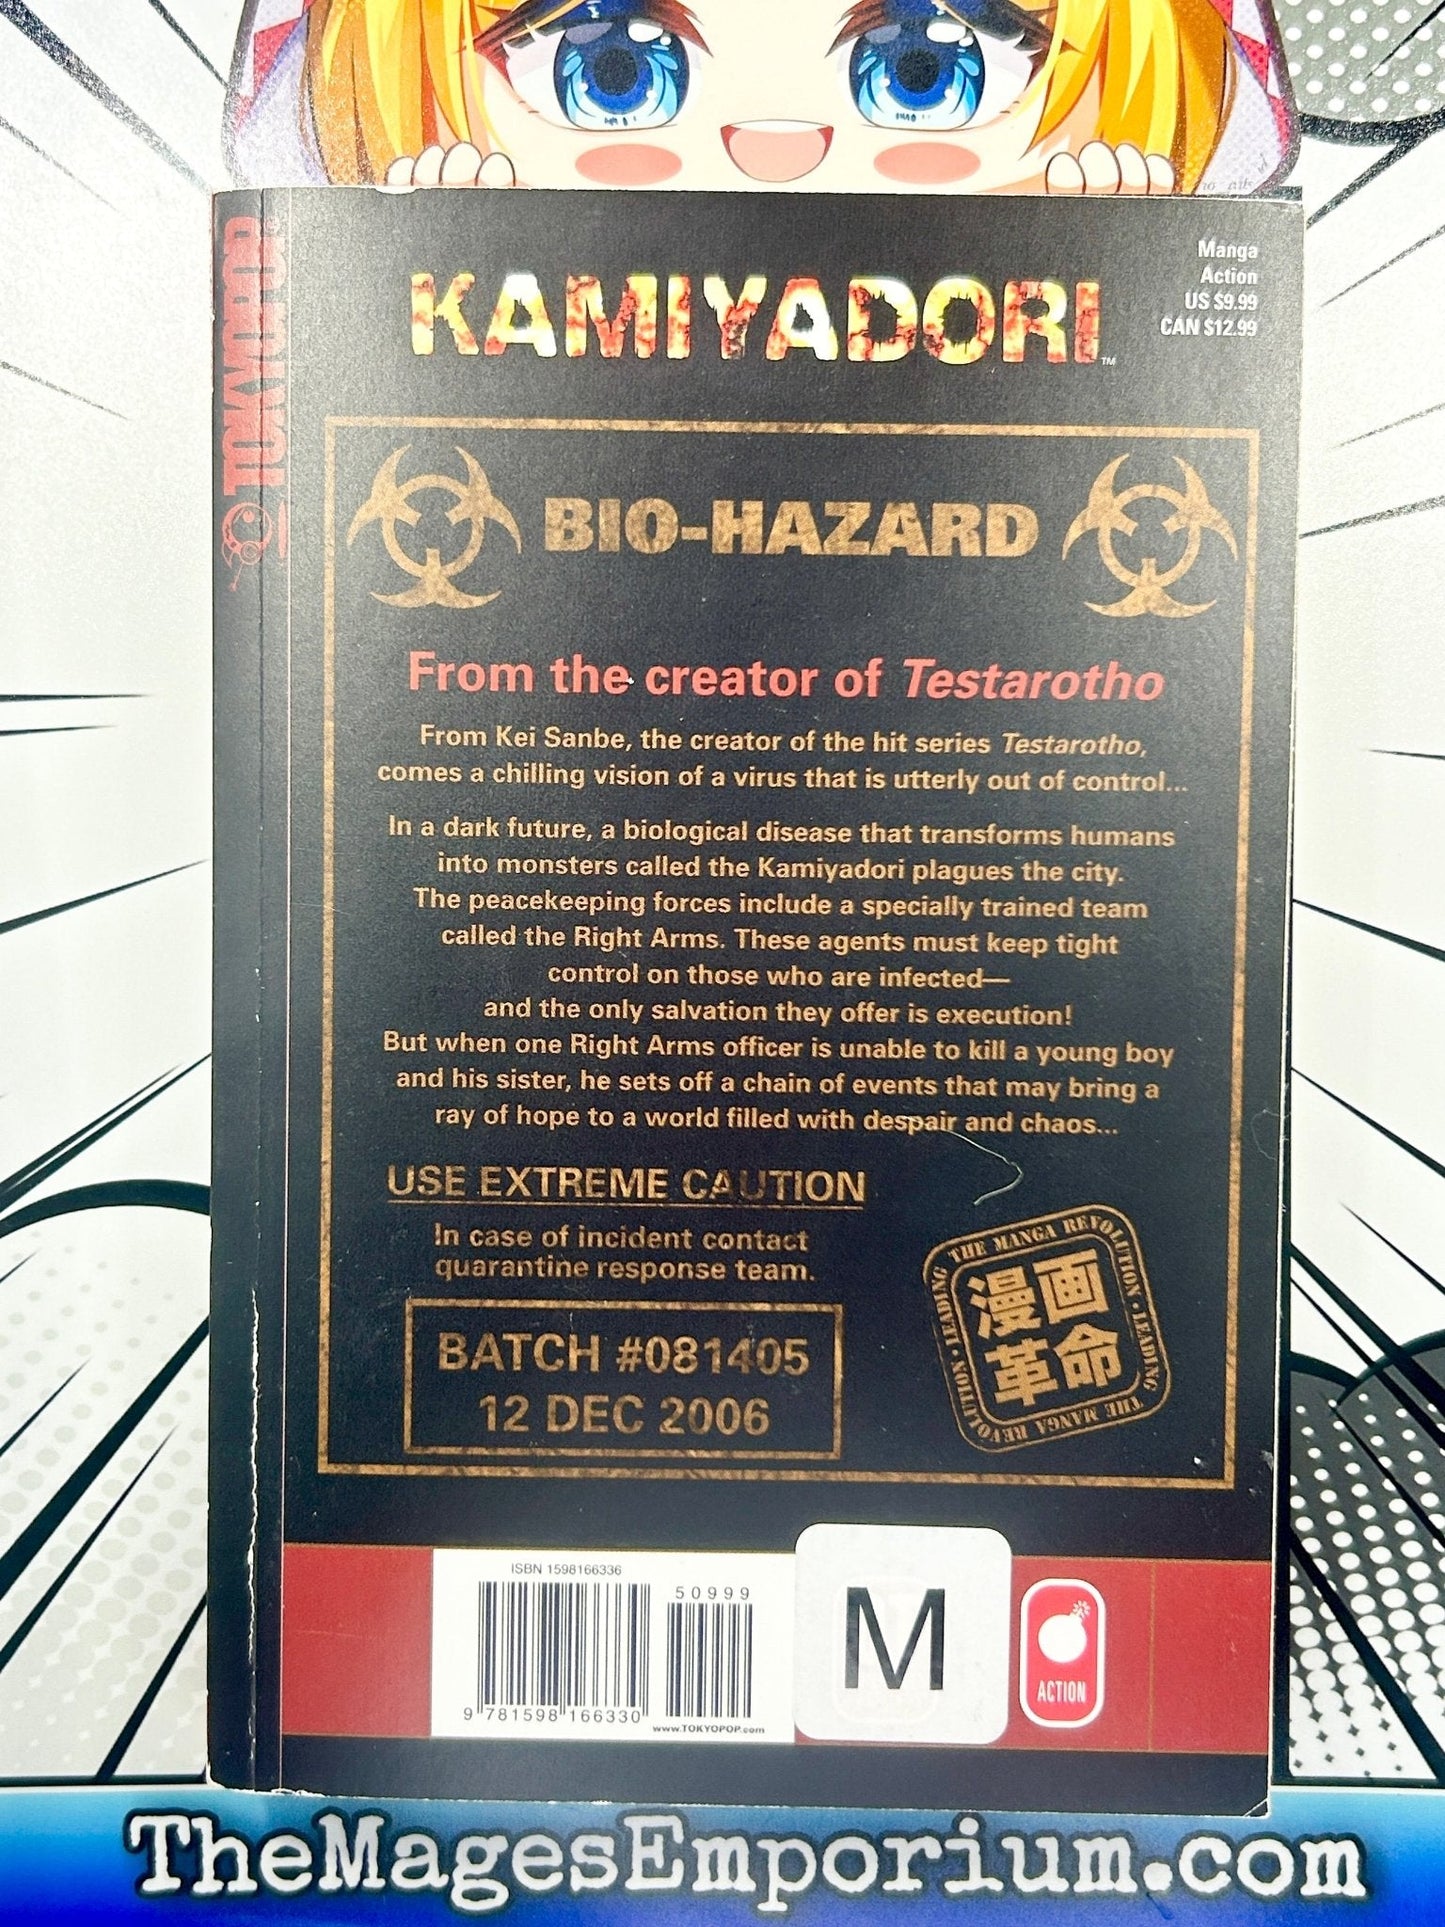 TOKYOPOP
KAMIYADORI™
Manga
Action
US $9.99
CAN $12.99
BIO-HAZARD
From the creator of Testarotho
From Kei Sanbe, the creator of the hit series Testarotho,
comes a chilling vision of a virus that is utterly out of control...
In a dark future, a biological disease that transforms humans
into monsters called the Kamiyadori plagues the city.
The peacekeeping forces include a specially trained team
called the Right Arms. These agents must keep tight
control on those who are infected—
and the only salvation they offer is execution!
But when one Right Arms officer is unable to kill a young boy
and his sister, he sets off a chain of events that may bring a
ray of hope to a world filled with despair and chaos...
USE EXTREME CAUTION
In case of incident contact
quarantine response team.
BATCH #081405
12 DEC 2006
THE MANGA REVOLUTION · LEADING
THE MANGA REVOLUTION · LEADING
漫画
革命
ISBN 1598166336
50999
9 781598 166330
www.TOKYOPOP.com
M
ACTION
TheMagesEmporium.com